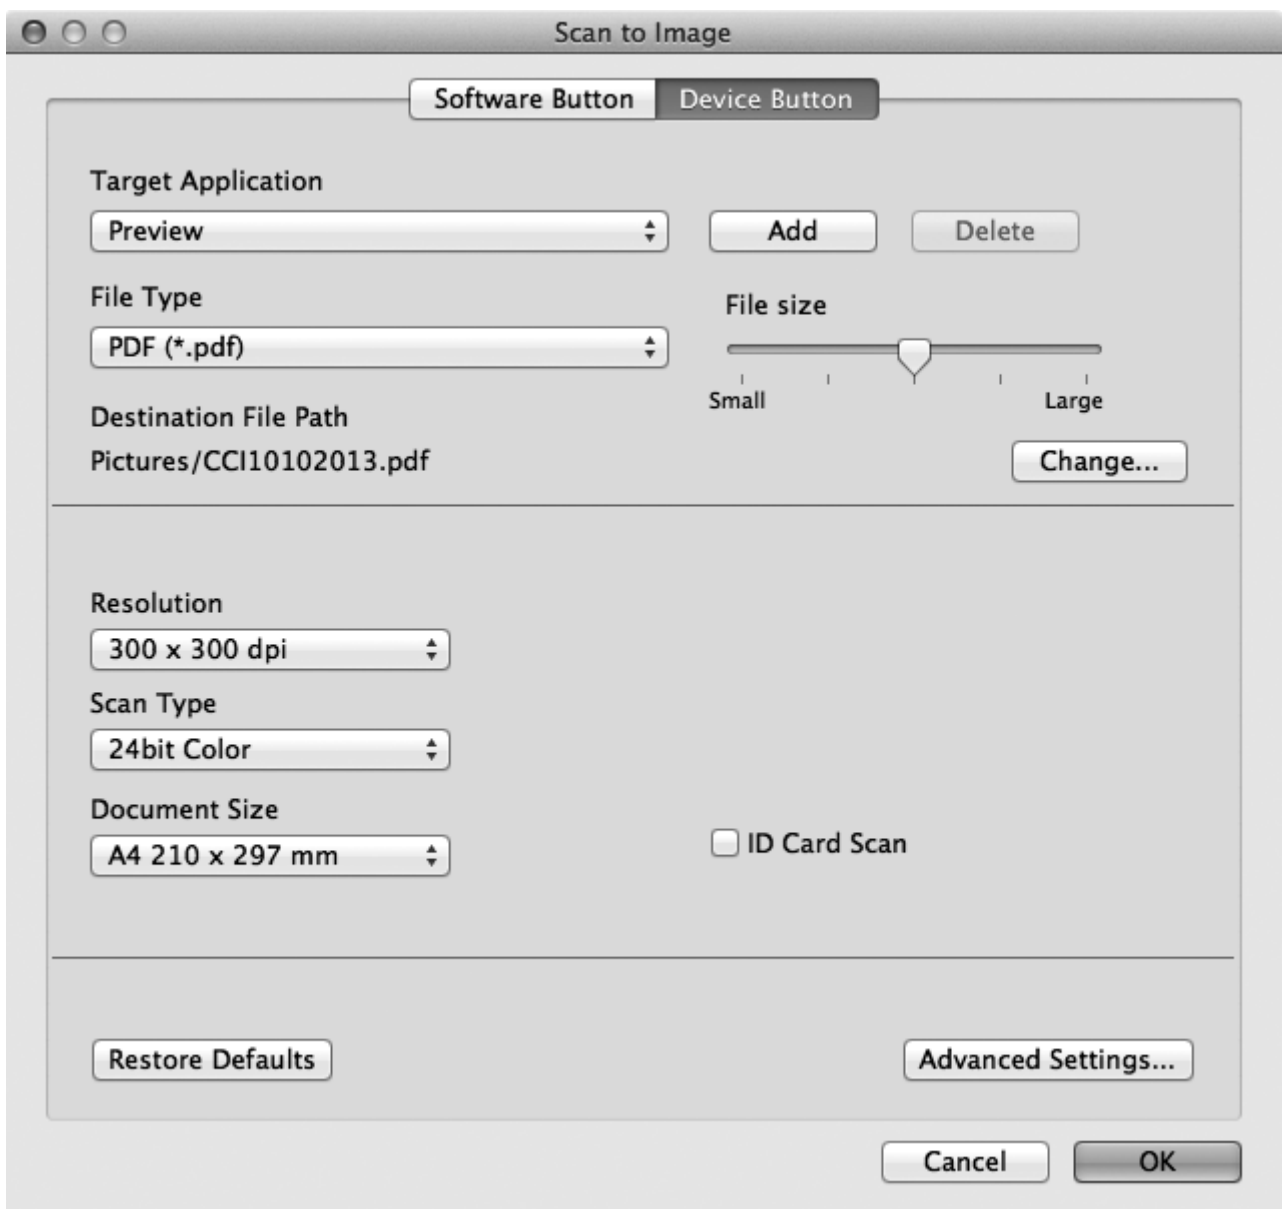 Scan to Image
Software Button
Device Button
Target Application
Preview
Add
Delete
File Type
PDF (*.pdf)
File size
Small
Large
Destination File Path
Pictures/CCI10102013.pdf
Change...
Resolution
300 x 300 dpi
Scan Type
24bit Color
Document Size
A4 210 x 297 mm
ID Card Scan
Restore Defaults
Advanced Settings...
Cancel
OK